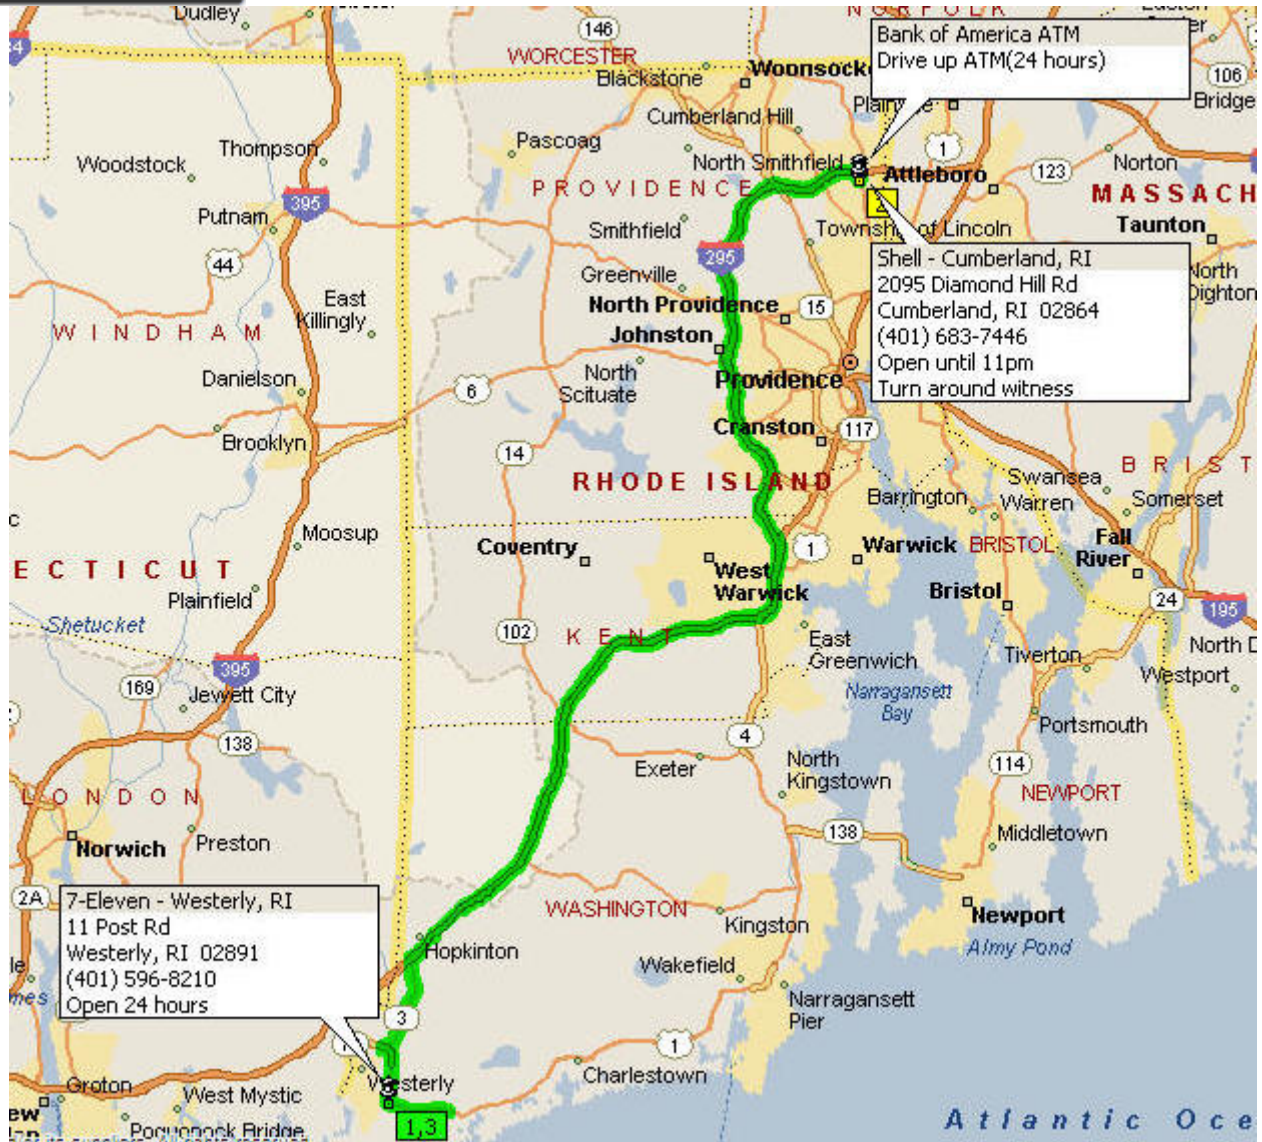 Dudley
NORFOLK
146
WORCESTER
Blackstone
Bank of America ATM
Drive up ATM(24 hours)
106
Bridge
Cumberland Hill
Thompson
Pascoag
North Smithfield
1
Norton
Woodstock
Attleboro
123
PROVIDENCE
MASSACH
395
Putnam
2
Taunton
Smithfield
Township of Lincoln
44
295
Shell - Cumberland, RI
2095 Diamond Hill Rd
Cumberland, RI 02864
(401) 683-7446
Open until 11pm
Turn around witness
North
Dighton
Greenville
East
Killingly
North Providence
15
WINDHAM
Johnston
Danielson
North
Scituate
Providence
6
Brooklyn
Cranston
117
14
BRIST
RHODE ISLAND
Swansea
Barrington
Warren
Somerset
Moosup
Coventry
1
Warwick
BRISTOL
Fall
River
ECTICUT
West
Warwick
Plainfield
Bristol
24
195
Shetucket
102
KENT
East
Greenwich
Tiverton
North D
395
Westport
169
Jewett City
Narragansett
Bay
Portsmouth
138
4
Exeter
North
Kingstown
114
LONDON
NEWPORT
Norwich
Preston
138
Middletown
2A
7-Eleven - Westerly, RI
11 Post Rd
Westerly, RI 02891
(401) 596-8210
Open 24 hours
WASHINGTON
Kingston
Newport
Hopkinton
Almy Pond
Wakefield
Narragansett
Pier
3
1
Westerly
Charlestown
Groton
West Mystic
1,3
Atlantic Oce
Poquonock Bridge